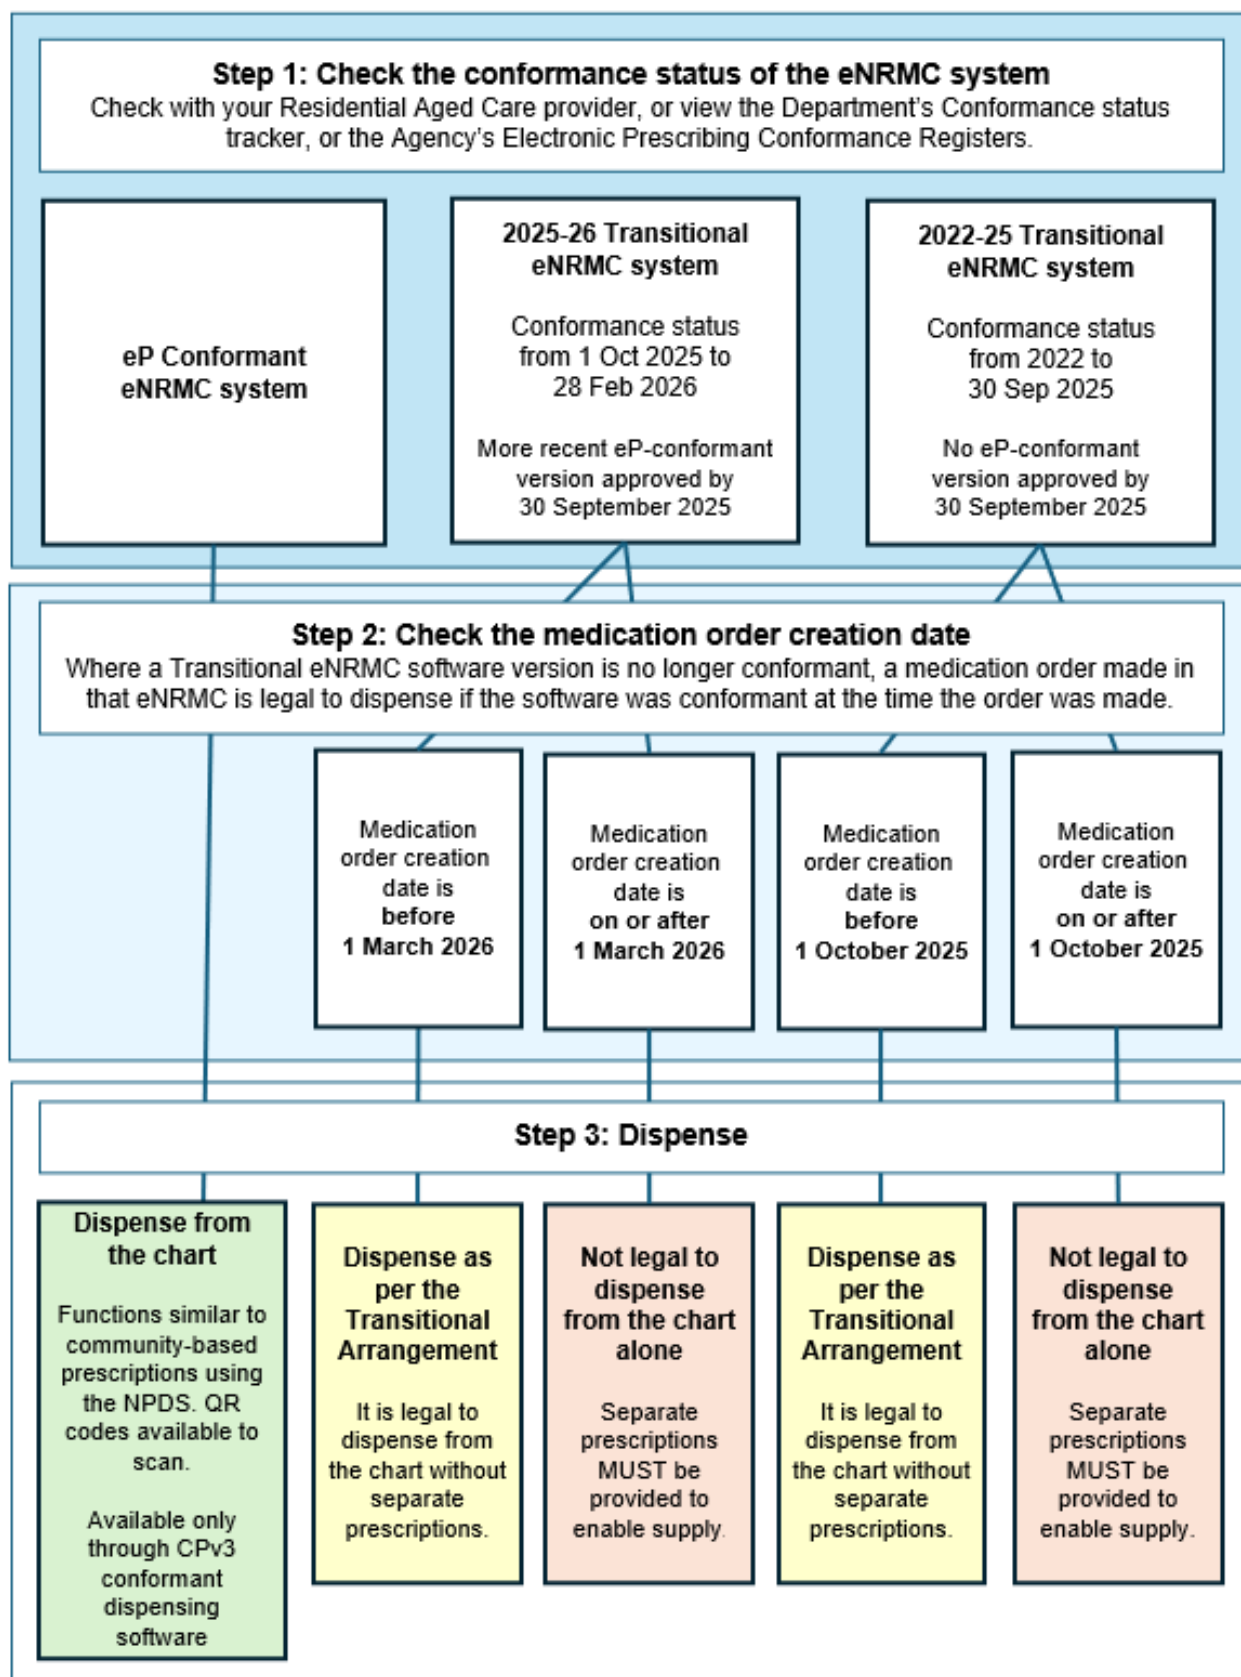 Step 1: Check the conformance status of the eNRMC system
Check with your Residential Aged Care provider, or view the Department's Conformance status
tracker, or the Agency's Electronic Prescribing Conformance Registers.
eP Conformant
eNRMC system
2025-26 Transitional
eNRMC system
Conformance status
from 1 Oct 2025 to
28 Feb 2026
More recent eP-conformant
version approved by
30 September 2025
2022-25 Transitional
eNRMC system
Conformance status
from 2022 to
30 Sep 2025
No eP-conformant
version approved by
30 September 2025
Step 2: Check the medication order creation date
Where a Transitional eNRMC software version is no longer conformant, a medication order made in
that eNRMC is legal to dispense if the software was conformant at the time the order was made.
Medication
order creation
date is
before
1 March 2026
Medication
order creation
date is
on or after
1 March 2026
Medication
order creation
date is
before
1 October 2025
Medication
order creation
date is
on or after
1 October 2025
Step 3: Dispense
Dispense from
the chart
Functions similar to
community-based
prescriptions using
the NPDS. QR
codes available to
scan.
Available only
through CPv3
conformant
dispensing
software
Dispense as
per the
Transitional
Arrangement
It is legal to
dispense from
the chart without
separate
prescriptions.
Not legal to
dispense
from the chart
alone
Separate
prescriptions
MUST be
provided to
enable supply.
Dispense as
per the
Transitional
Arrangement
It is legal to
dispense from
the chart without
separate
prescriptions.
Not legal to
dispense
from the chart
alone
Separate
prescriptions
MUST be
provided to
enable supply.